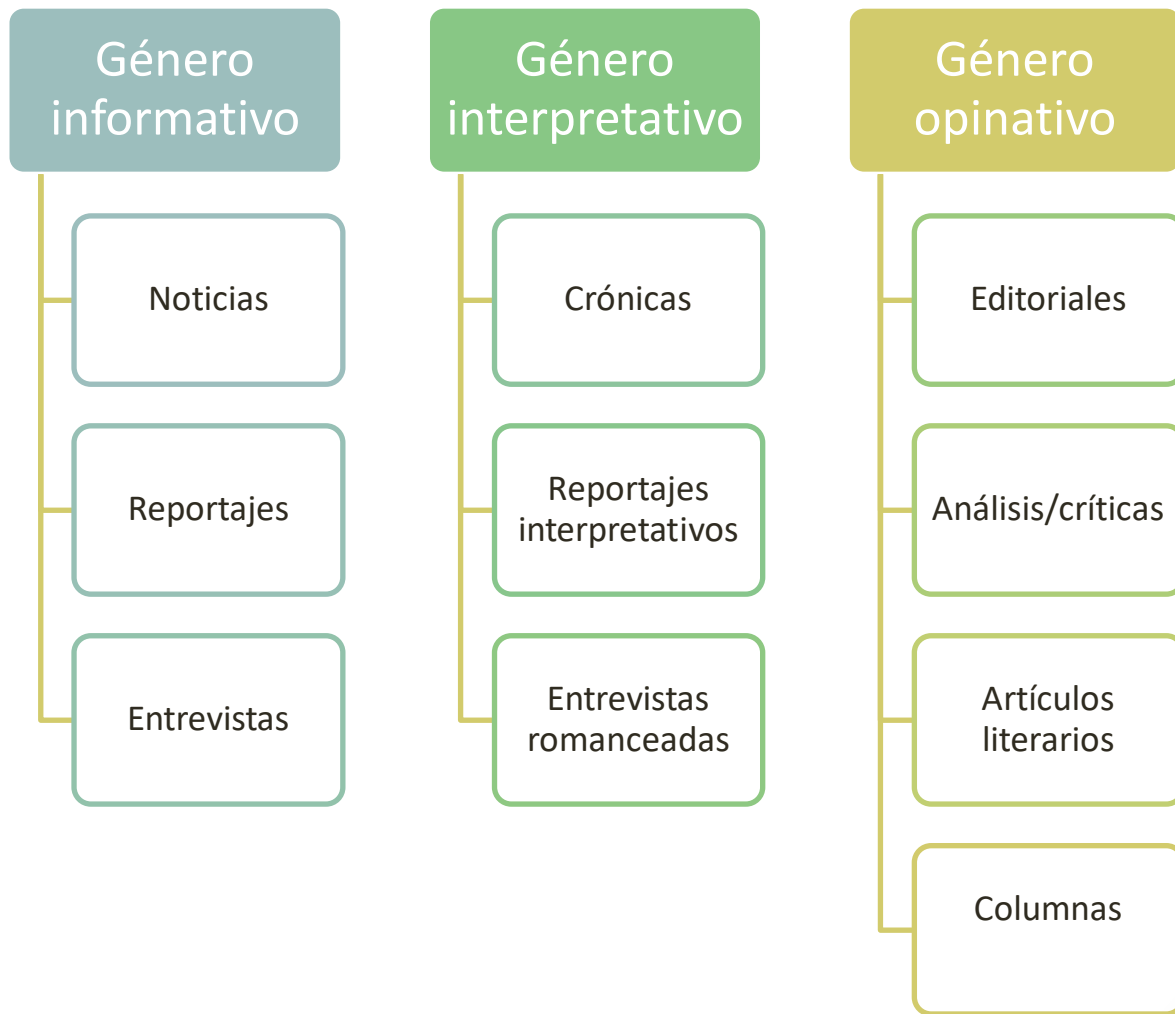 Género
informativo
Noticias
Reportajes
Entrevistas
Género
interpretativo
Crónicas
Reportajes
interpretativos
Entrevistas
romanceadas
Género
opinativo
Editoriales
Análisis/críticas
Artículos
literarios
Columnas